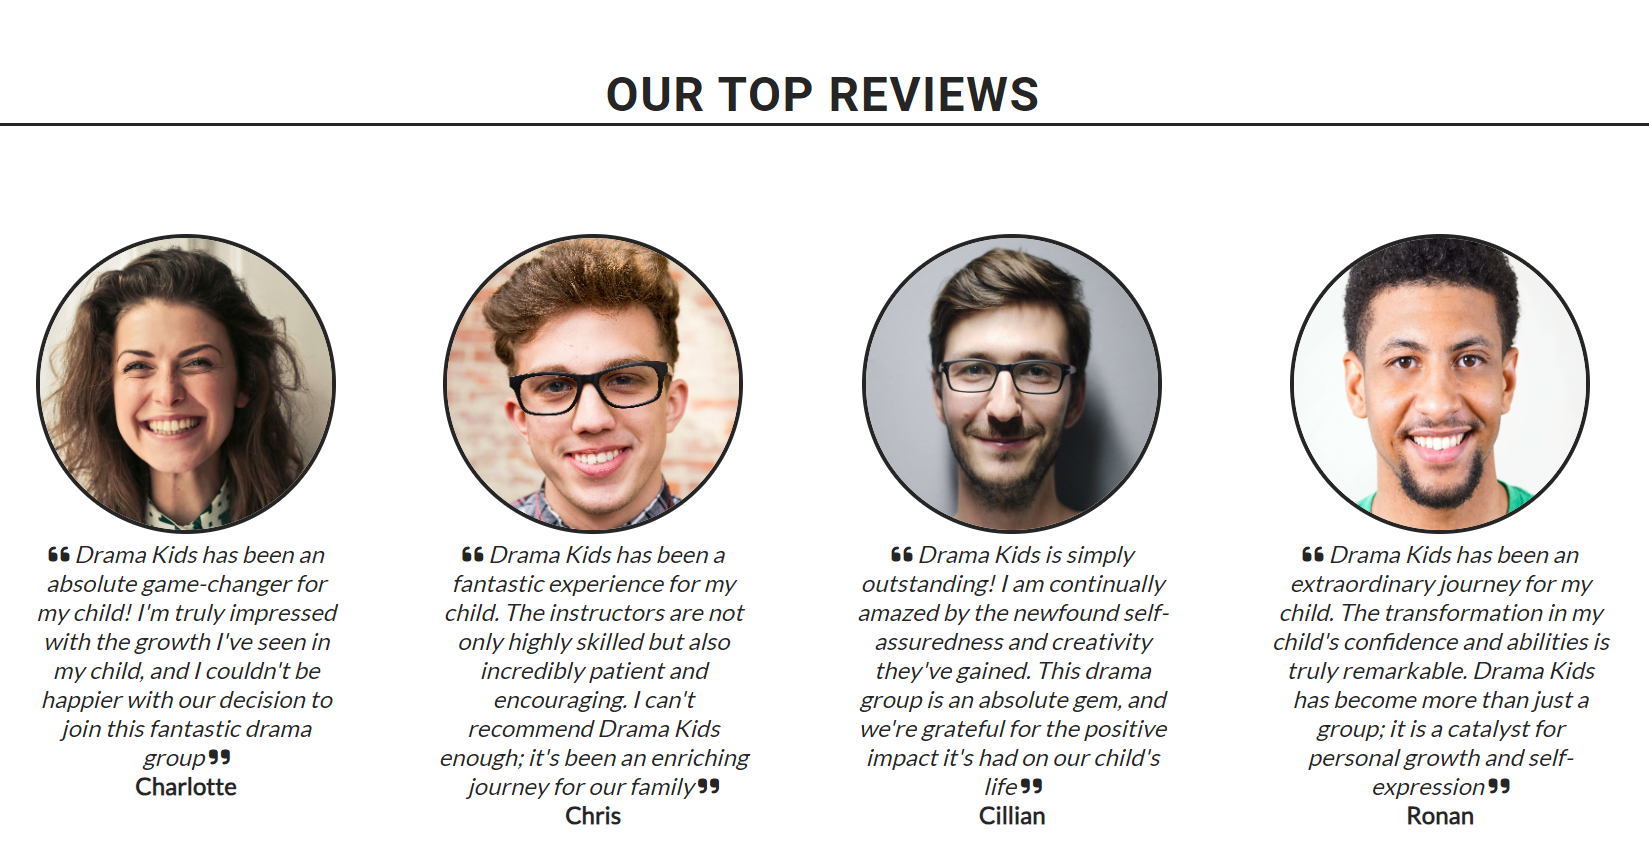 OUR TOP REVIEWS
❝ Drama Kids has been an
absolute game-changer for
my child! I'm truly impressed
with the growth I've seen in
my child, and I couldn't be
happier with our decision to
join this fantastic drama
group ❞
Charlotte
❝ Drama Kids has been a
fantastic experience for my
child. The instructors are not
only highly skilled but also
incredibly patient and
encouraging. I can't
recommend Drama Kids
enough; it's been an enriching
journey for our family ❞
Chris
❝ Drama Kids is simply
outstanding! I am continually
amazed by the newfound self-
assuredness and creativity
they've gained. This drama
group is an absolute gem, and
we're grateful for the positive
impact it's had on our child's
life ❞
Cillian
❝ Drama Kids has been an
extraordinary journey for my
child. The transformation in my
child's confidence and abilities is
truly remarkable. Drama Kids
has become more than just a
group; it is a catalyst for
personal growth and self-
expression ❞
Ronan